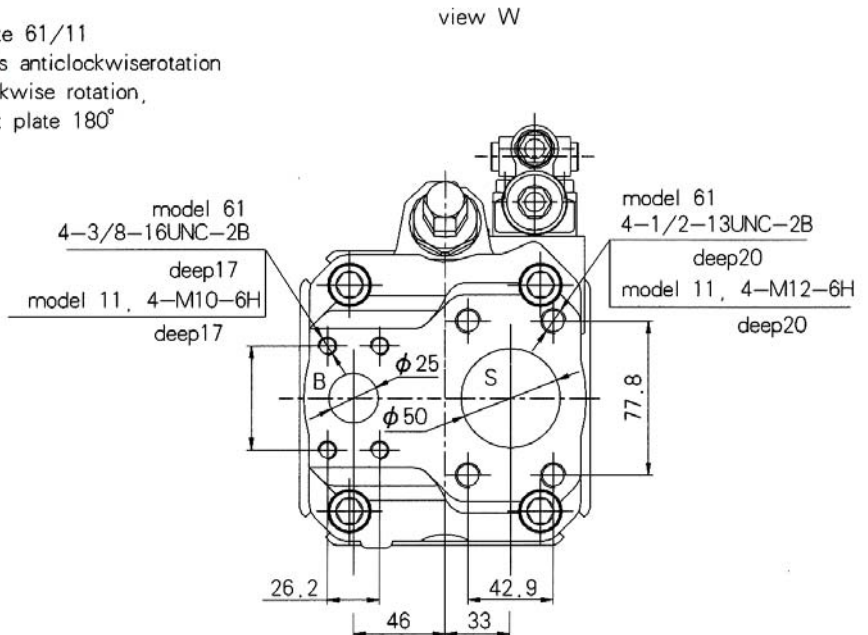 view W
e 61/11
s anticlockwiserotation
kwise rotation,
plate 180°
model 61
4-3/8-16UNC-2B
deep17
model 11, 4-M10-6H
deep17
model 61
4-1/2-13UNC-2B
deep20
model 11, 4-M12-6H
deep20
B
ϕ25
S
ϕ50
77.8
26.2
42.9
46
33